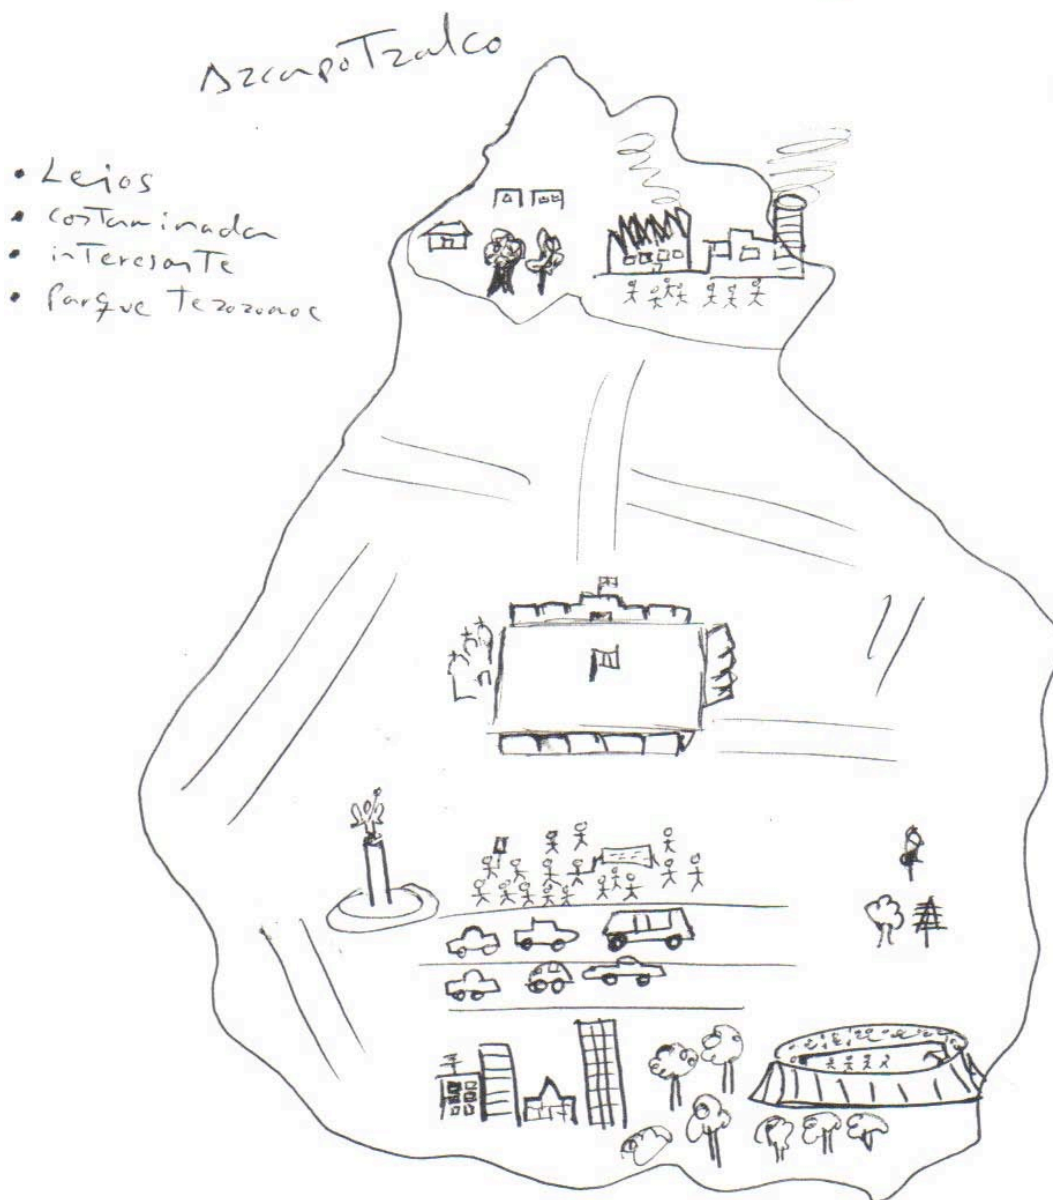 AzcapoTzalco
• Lejos
• contaminada
• interesante
• Parque Tezozomoc